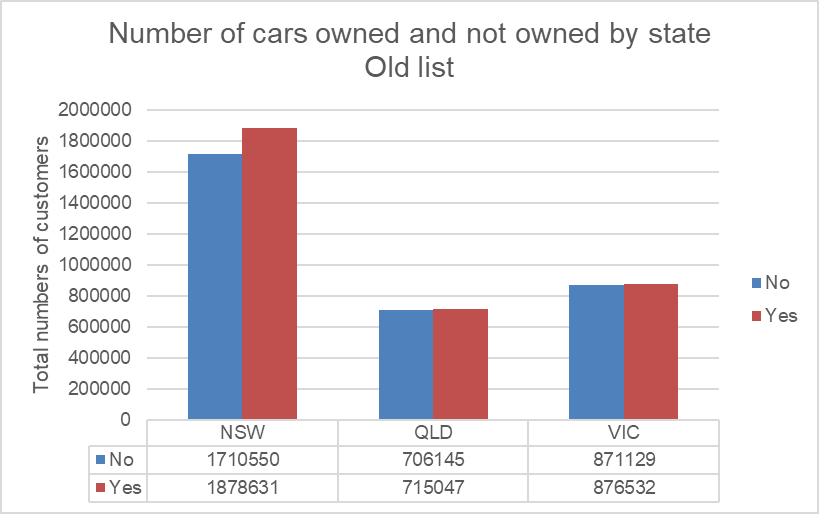 Number of cars owned and not owned by state
Old list
Total numbers of customers
2000000
1800000
1600000
1400000
1200000
1000000
800000
600000
400000
200000
0
No
Yes
NSW QLD VIC
No 1710550 706145 871129
Yes 1878631 715047 876532